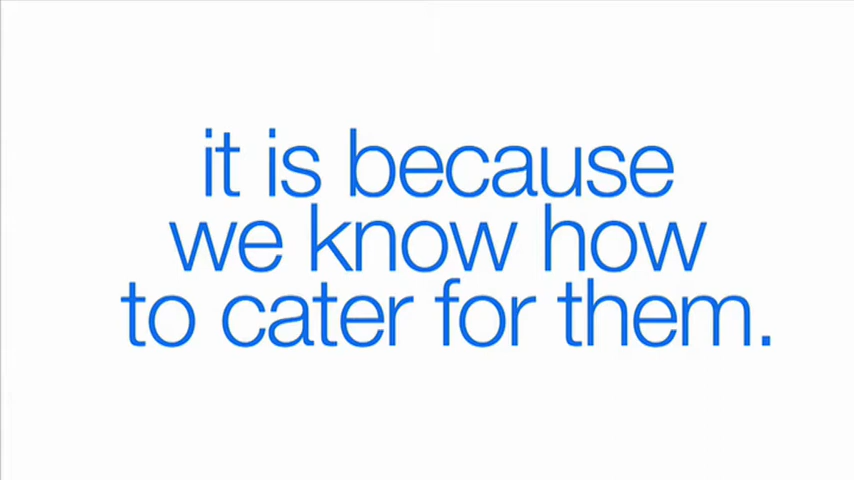 it is because
we know how
to cater for them.